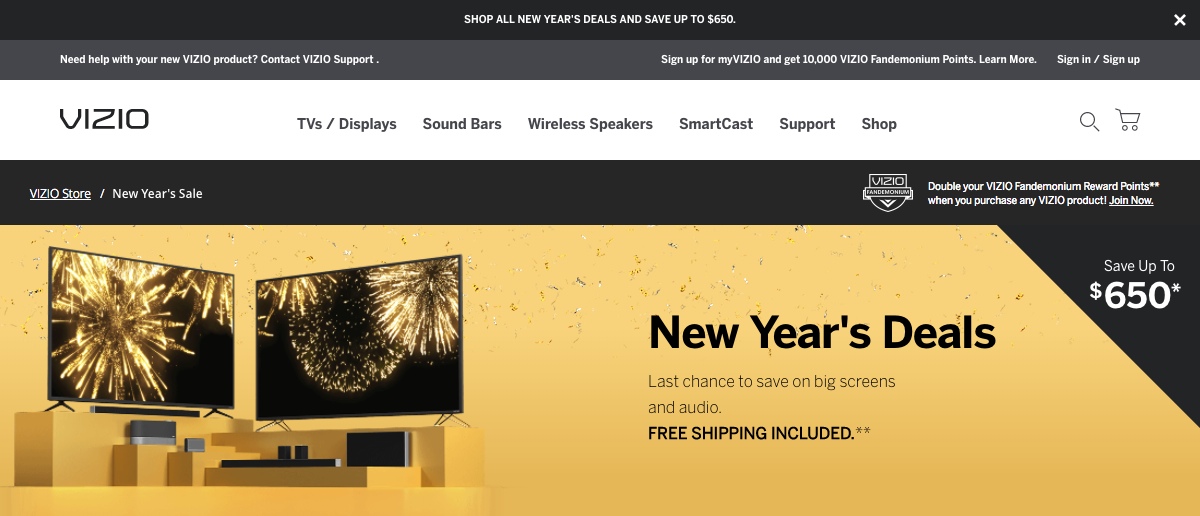 SHOP ALL NEW YEAR'S DEALS AND SAVE UP TO $650.
Need help with your new VIZIO product? Contact VIZIO Support .
Sign up for myVIZIO and get 10,000 VIZIO Fandemonium Points. Learn More.
Sign in / Sign up
VIZIO
TVs / Displays
Sound Bars
Wireless Speakers
SmartCast
Support
Shop
VIZIO Store / New Year's Sale
VIZIO
FANDEMONIUM
Double your VIZIO Fandemonium Reward Points**
when you purchase any VIZIO product! Join Now.
Save Up To
$650*
New Year's Deals
Last chance to save on big screens
and audio.
FREE SHIPPING INCLUDED.**